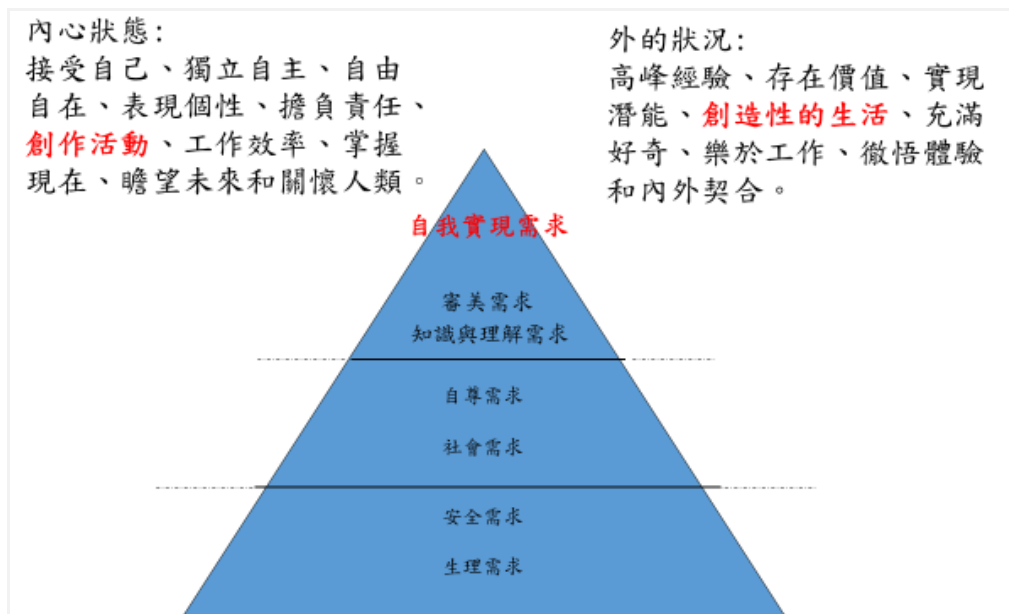 內心狀態:
接受自己、獨立自主、自由
自在、表現個性、擔負責任、
創作活動、工作效率、掌握
現在、瞻望未來和關懷人類。
外的狀況:
高峰經驗、存在價值、實現
潛能、創造性的生活、充滿
好奇、樂於工作、徹悟體驗
和內外契合。
自我實現需求
審美需求
知識與理解需求
自尊需求
社會需求
安全需求
生理需求